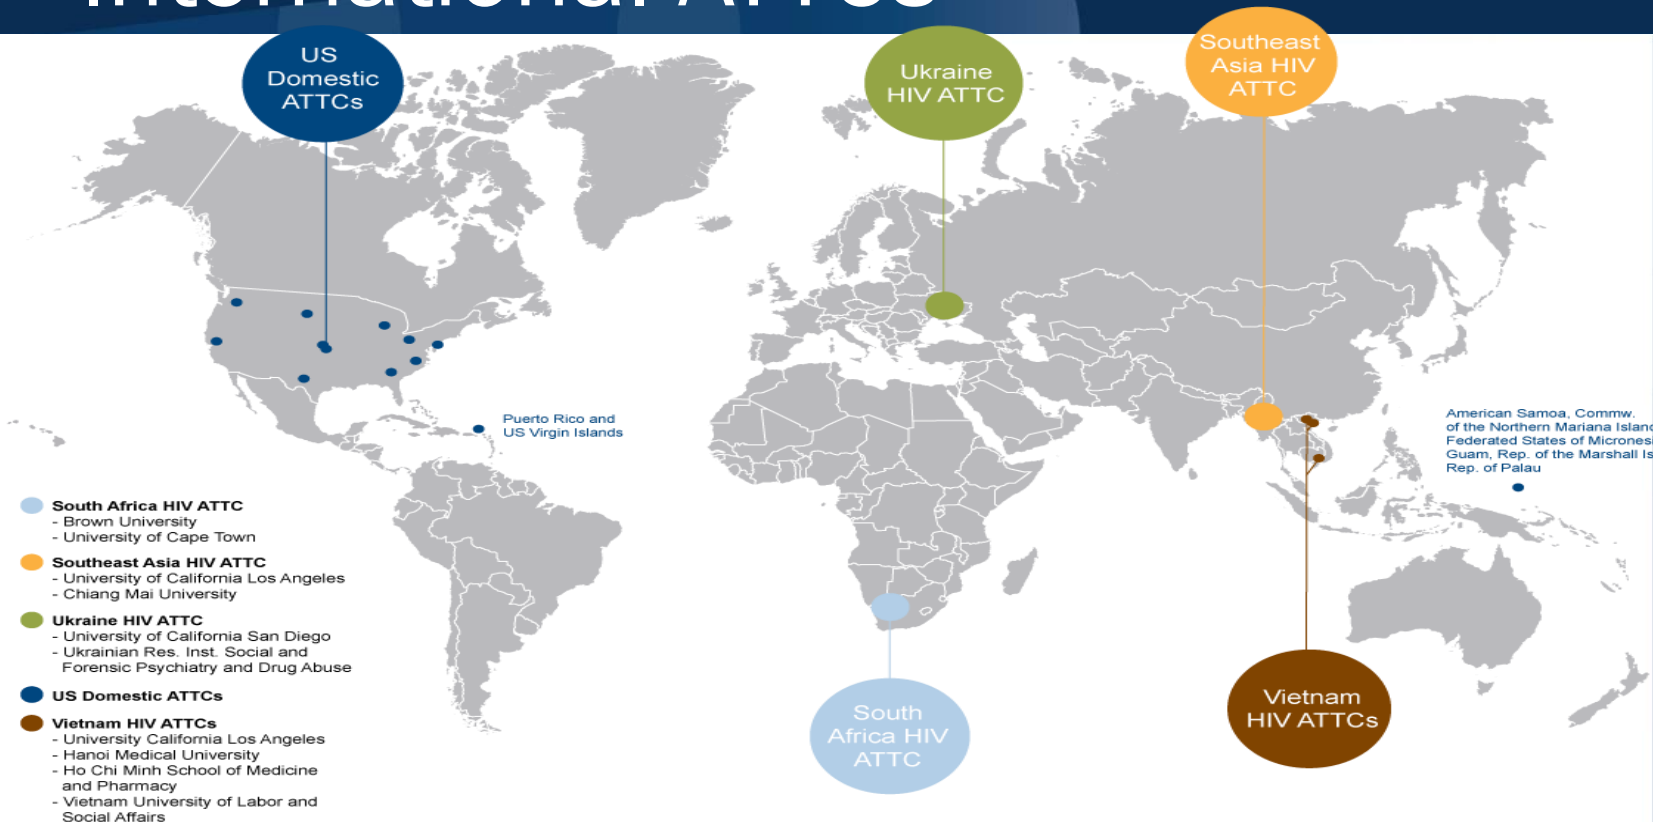 International ATTCs
US
Domestic
ATTCs
Ukraine
HIV ATTC
Southeast
Asia HIV
ATTC
Puerto Rico and
US Virgin Islands
American Samoa, Commw.
of the Northern Mariana Islan
Federated States of Micronesi
Guam, Rep. of the Marshall Is
Rep. of Palau
South Africa HIV ATTC
- Brown University
- University of Cape Town
Southeast Asia HIV ATTC
- University of California Los Angeles
- Chiang Mai University
Ukraine HIV ATTC
- University of California San Diego
- Ukrainian Res. Inst. Social and
Forensic Psychiatry and Drug Abuse
US Domestic ATTCs
Vietnam HIV ATTCs
- University California Los Angeles
- Hanoi Medical University
- Ho Chi Minh School of Medicine
and Pharmacy
- Vietnam University of Labor and
Social Affairs
South
Africa HIV
ATTC
Vietnam
HIV ATTCs